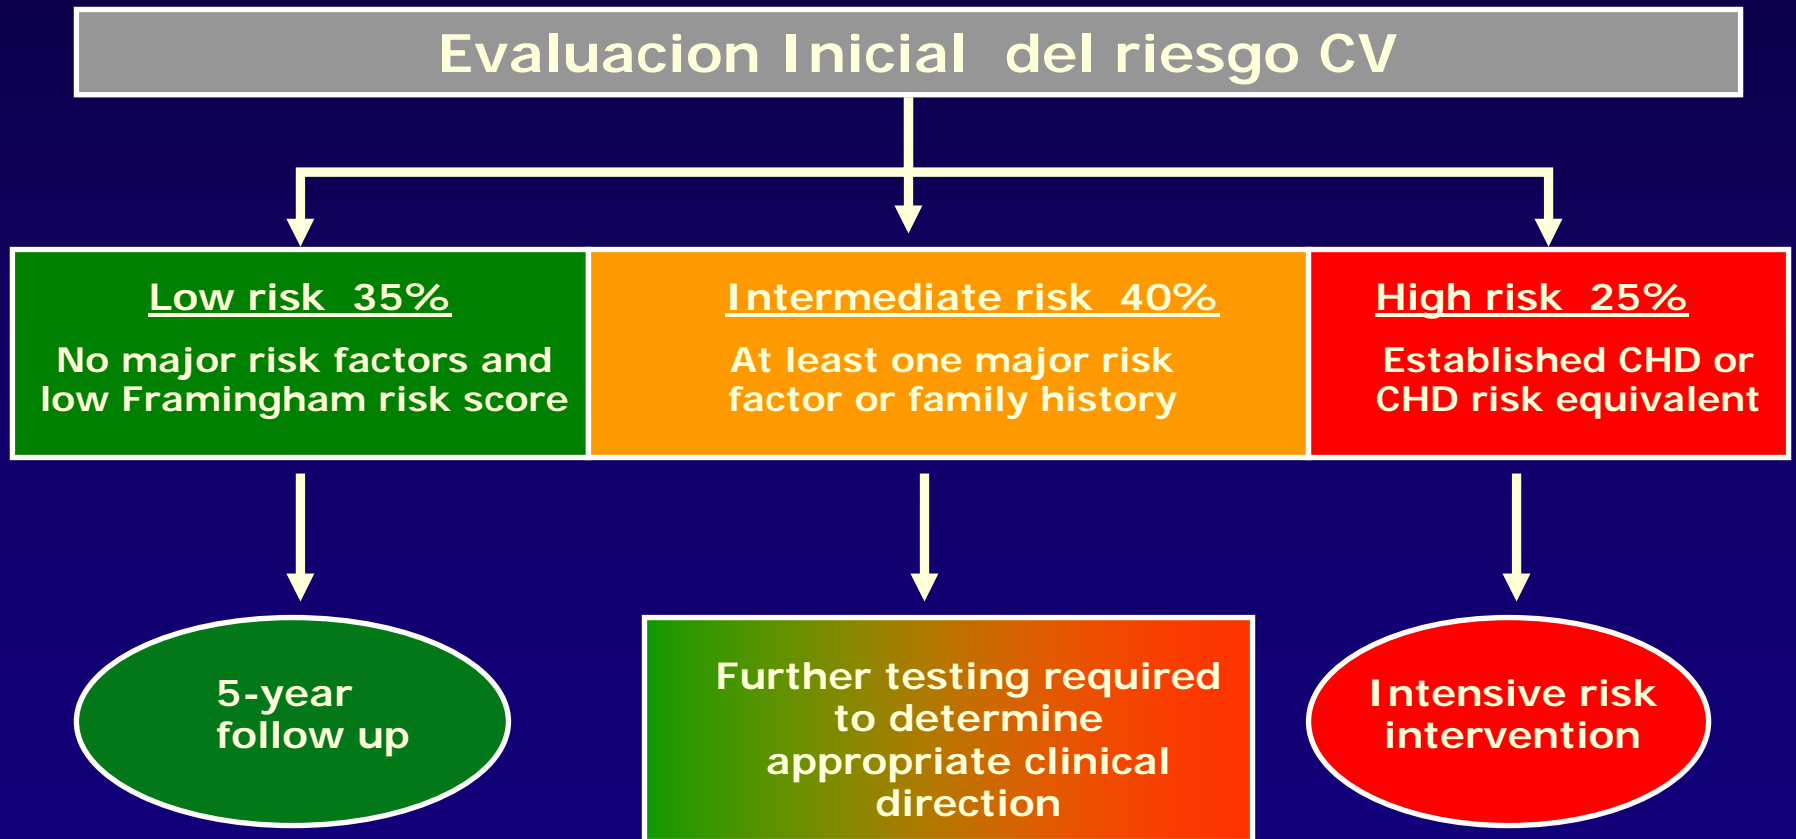 Evaluacion Inicial del riesgo CV
Low risk 35%
No major risk factors and
low Framingham risk score
Intermediate risk 40%
At least one major risk
factor or family history
High risk 25%
Established CHD or
CHD risk equivalent
5-year
follow up
Further testing required
to determine
appropriate clinical
direction
Intensive risk
intervention